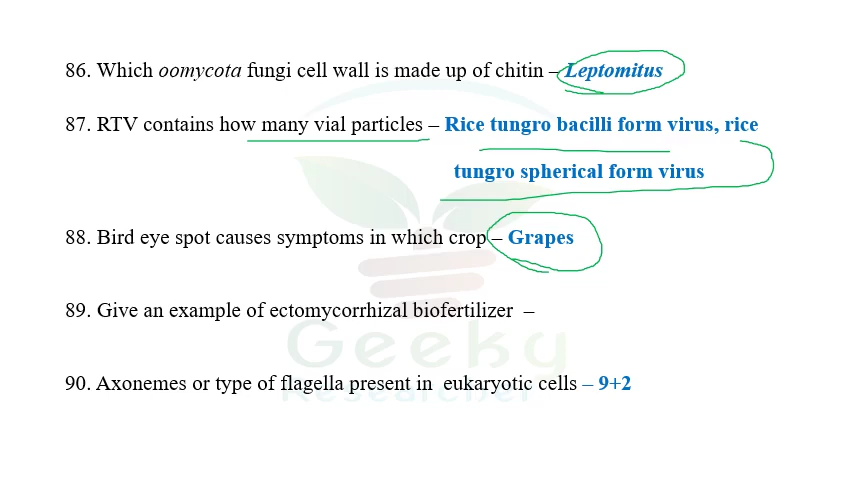 86. Which oomycota fungi cell wall is made up of chitin – Leptomitus
87. RTV contains how many vial particles – Rice tungro bacilli form virus, rice
tungro spherical form virus
88. Bird eye spot causes symptoms in which crop – Grapes
89. Give an example of ectomycorrhizal biofertilizer –
Geeky
90. Axonemes or type of flagella present in eukaryotic cells – 9+2
Researcher